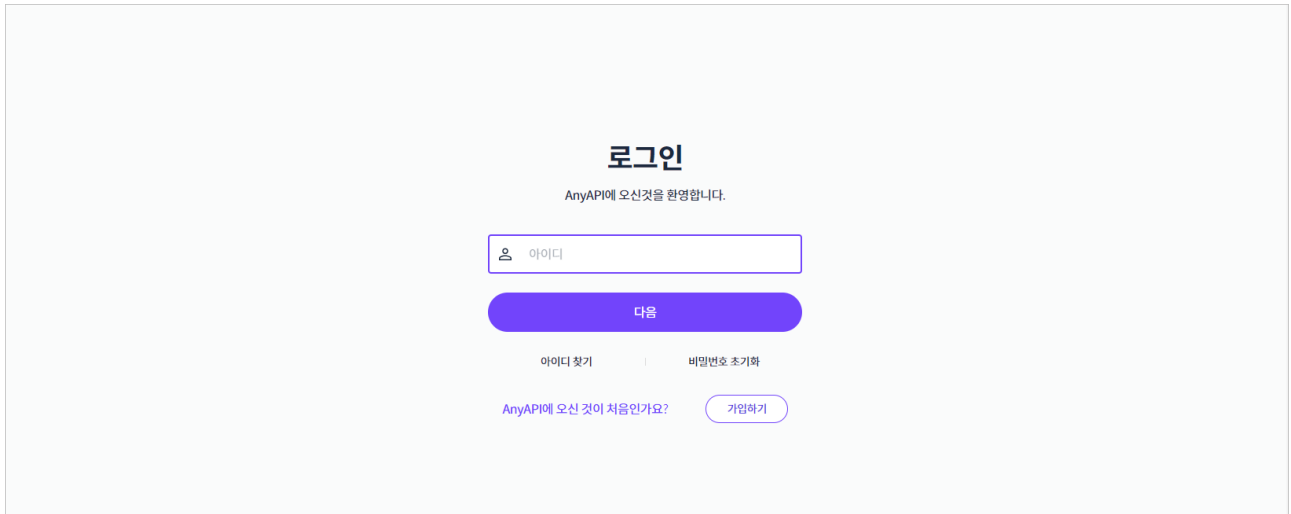 로그인
AnyAPI에 오신것을 환영합니다.
아이디
다음
아이디 찾기
비밀번호 초기화
AnyAPI에 오신 것이 처음인가요?
가입하기